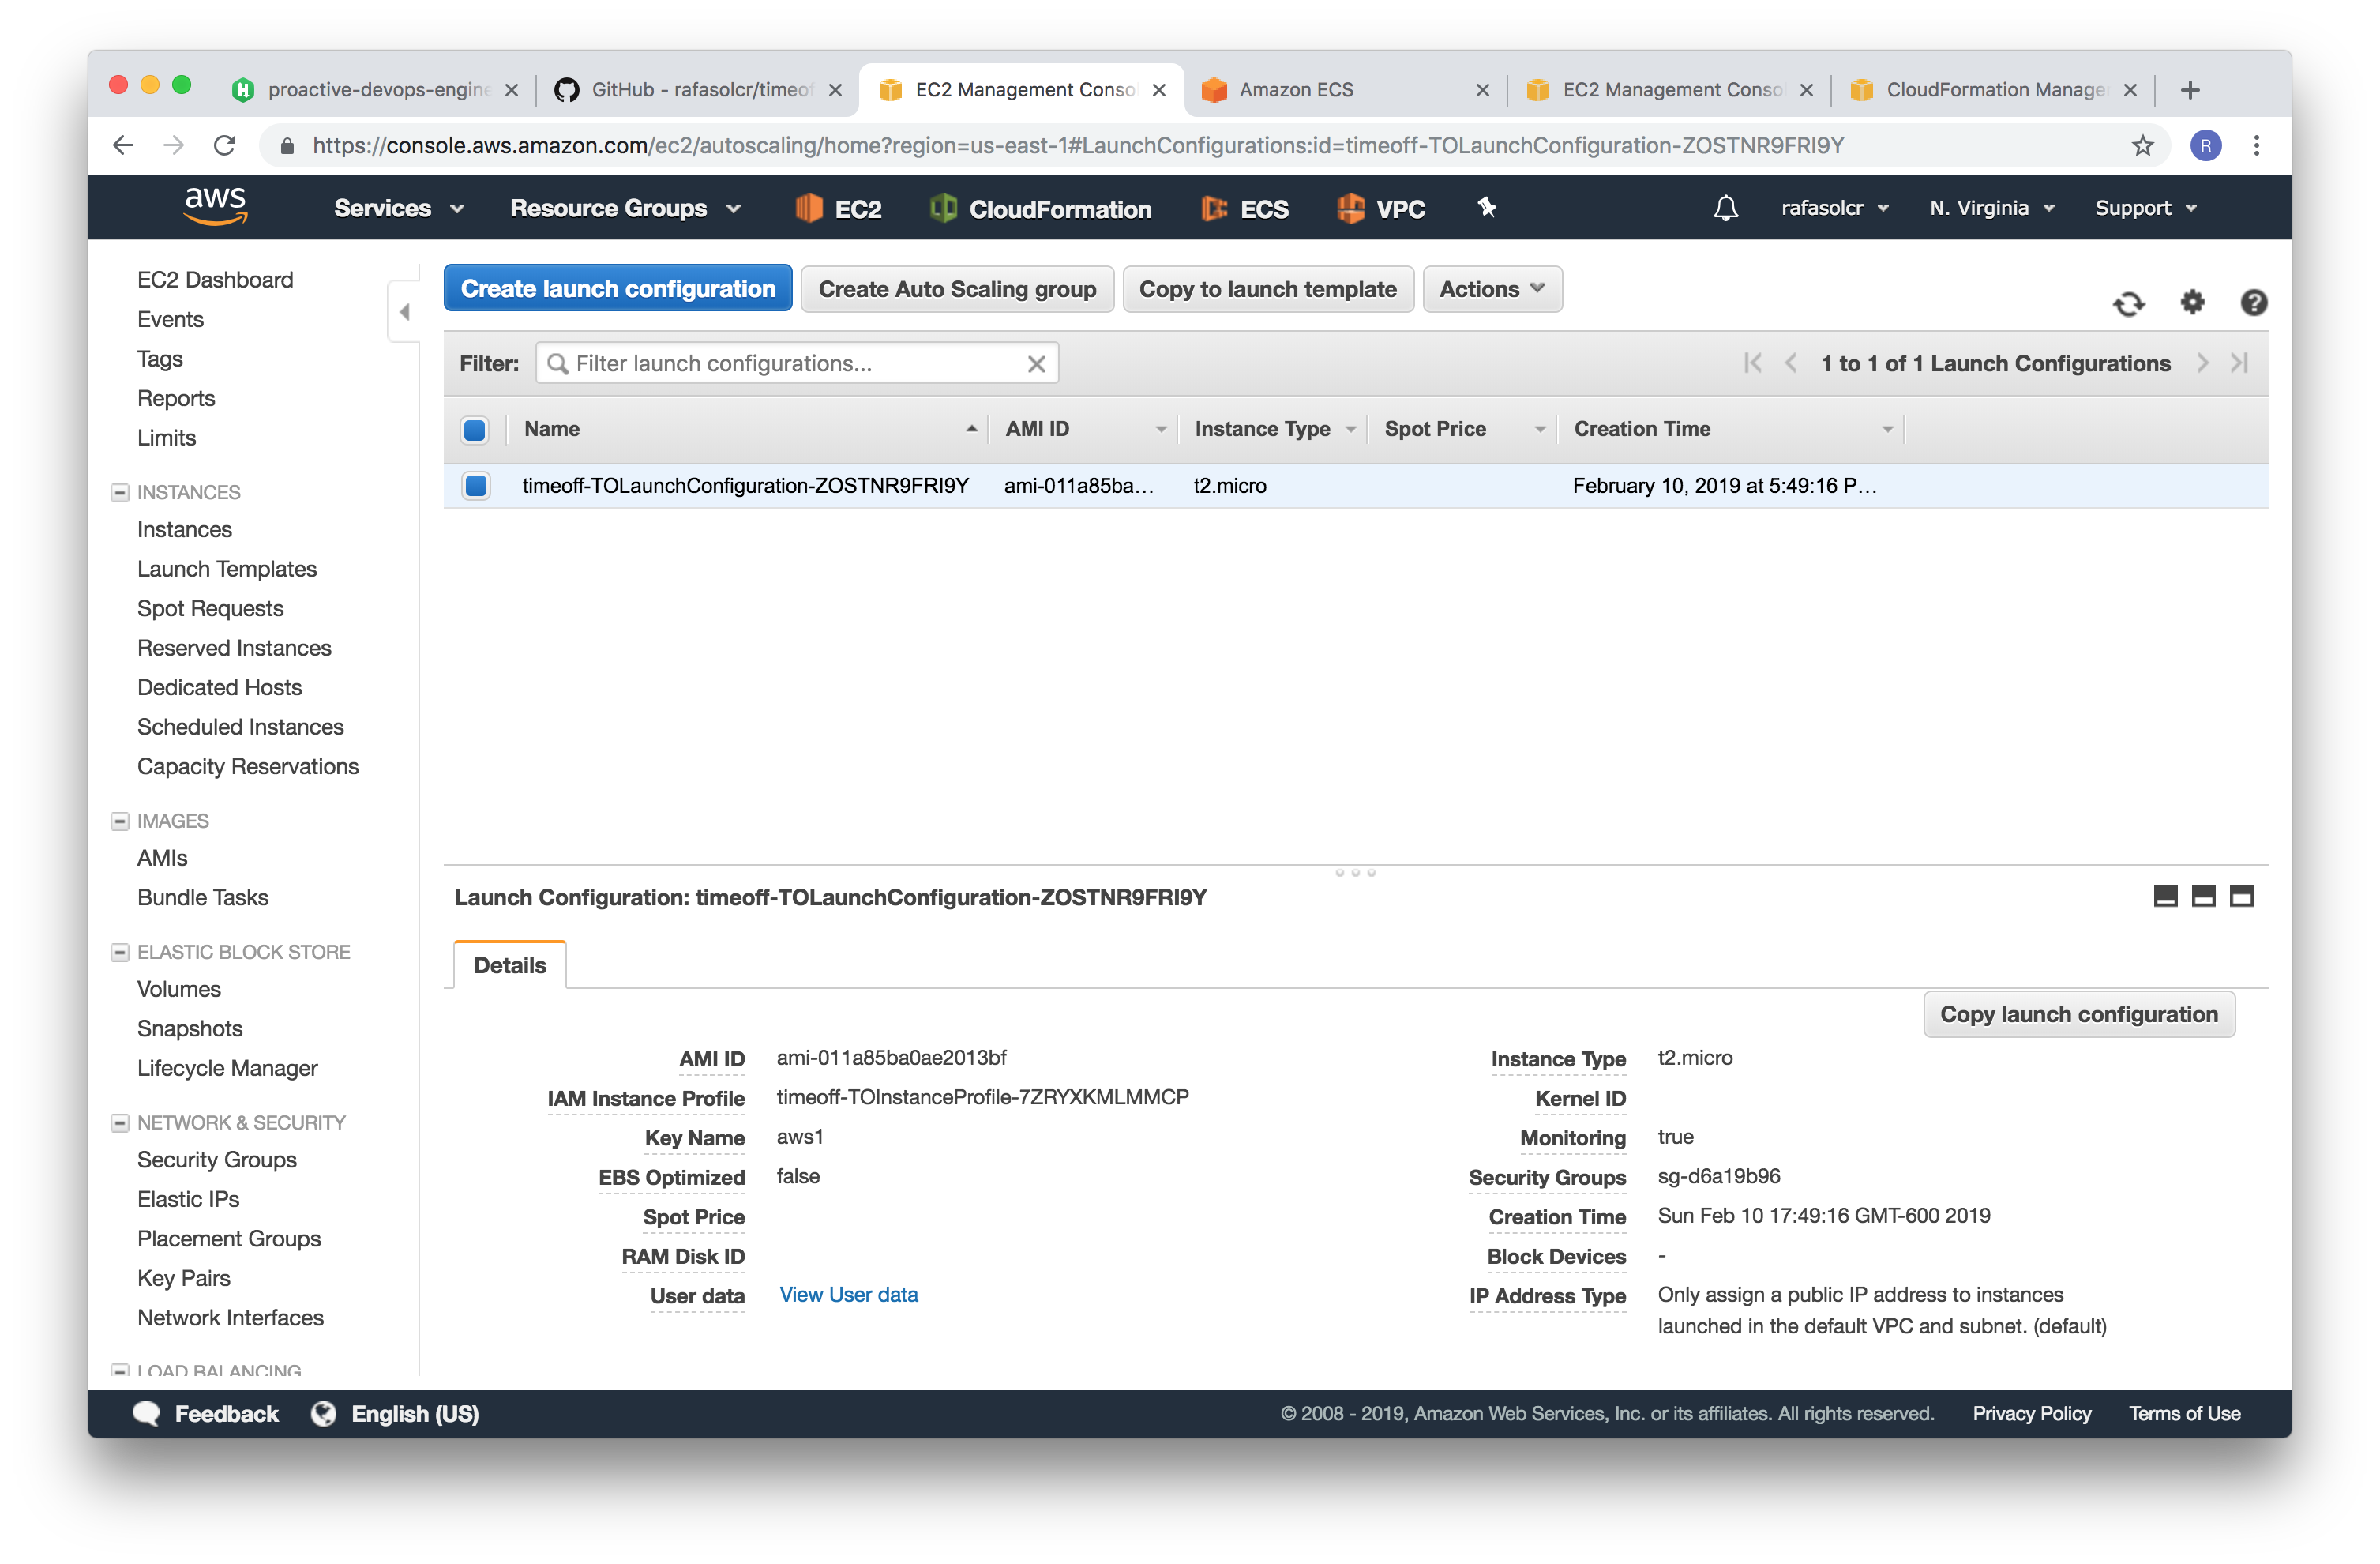 proactive-devops-engine
GitHub - rafasolcr/timeof
EC2 Management Conso
Amazon ECS
EC2 Management Conso
CloudFormation Manage
https://console.aws.amazon.com/ec2/autoscaling/home?region=us-east-1#LaunchConfigurations:id=timeoff-TOLaunchConfiguration-ZOSTNR9FRI9Y
R
aws
Services
Resource Groups
EC2
CloudFormation
ECS
VPC
rafasolcr
N. Virginia
Support
EC2 Dashboard
Events
Tags
Reports
Limits
INSTANCES
Instances
Launch Templates
Spot Requests
Reserved Instances
Dedicated Hosts
Scheduled Instances
Capacity Reservations
IMAGES
AMIs
Bundle Tasks
ELASTIC BLOCK STORE
Volumes
Snapshots
Lifecycle Manager
NETWORK & SECURITY
Security Groups
Elastic IPs
Placement Groups
Key Pairs
Network Interfaces
LOAD BALANCING
Create launch configuration
Create Auto Scaling group
Copy to launch template
Actions
Filter:
Filter launch configurations...
1 to 1 of 1 Launch Configurations
Name AMI ID Instance Type Spot Price Creation Time
timeoff-TOLaunchConfiguration-ZOSTNR9FRI9Y ami-011a85ba... t2.micro February 10, 2019 at 5:49:16 P...
Launch Configuration: timeoff-TOLaunchConfiguration-ZOSTNR9FRI9Y
Details
Copy launch configuration
AMI ID ami-011a85ba0ae2013bf
IAM Instance Profile timeoff-TOInstanceProfile-7ZRYXKMLMMCP
Key Name aws1
EBS Optimized false
Spot Price
RAM Disk ID
User data View User data
Instance Type t2.micro
Kernel ID
Monitoring true
Security Groups sg-d6a19b96
Creation Time Sun Feb 10 17:49:16 GMT-600 2019
Block Devices -
IP Address Type Only assign a public IP address to instances
launched in the default VPC and subnet. (default)
Feedback
English (US)
© 2008 - 2019, Amazon Web Services, Inc. or its affiliates. All rights reserved.
Privacy Policy
Terms of Use